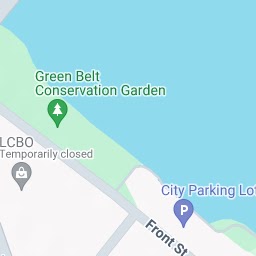 Green Belt
Conservation Garden
LCBO
Temporarily closed
City Parking Lot
P
Front St